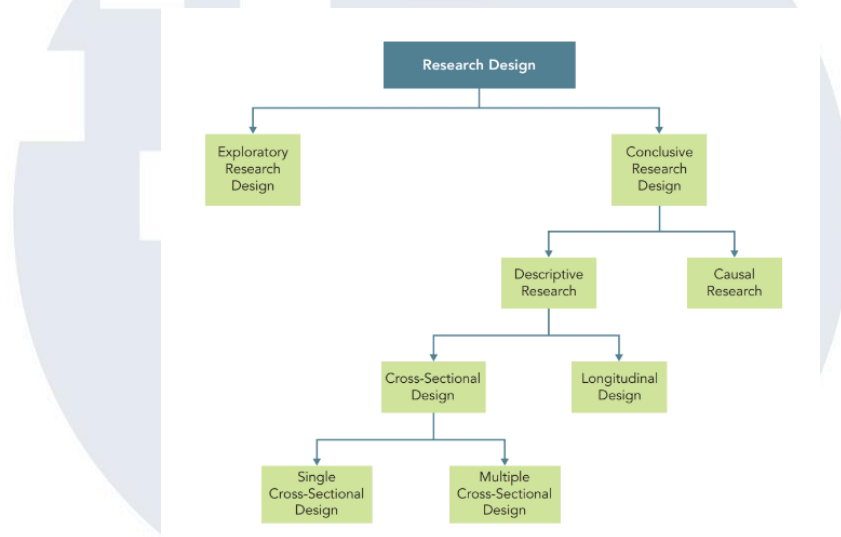 Research Design
Exploratory
Research
Design
Conclusive
Research
Design
Descriptive
Research
Causal
Research
Cross-Sectional
Design
Longitudinal
Design
Single
Cross-Sectional
Design
Multiple
Cross-Sectional
Design